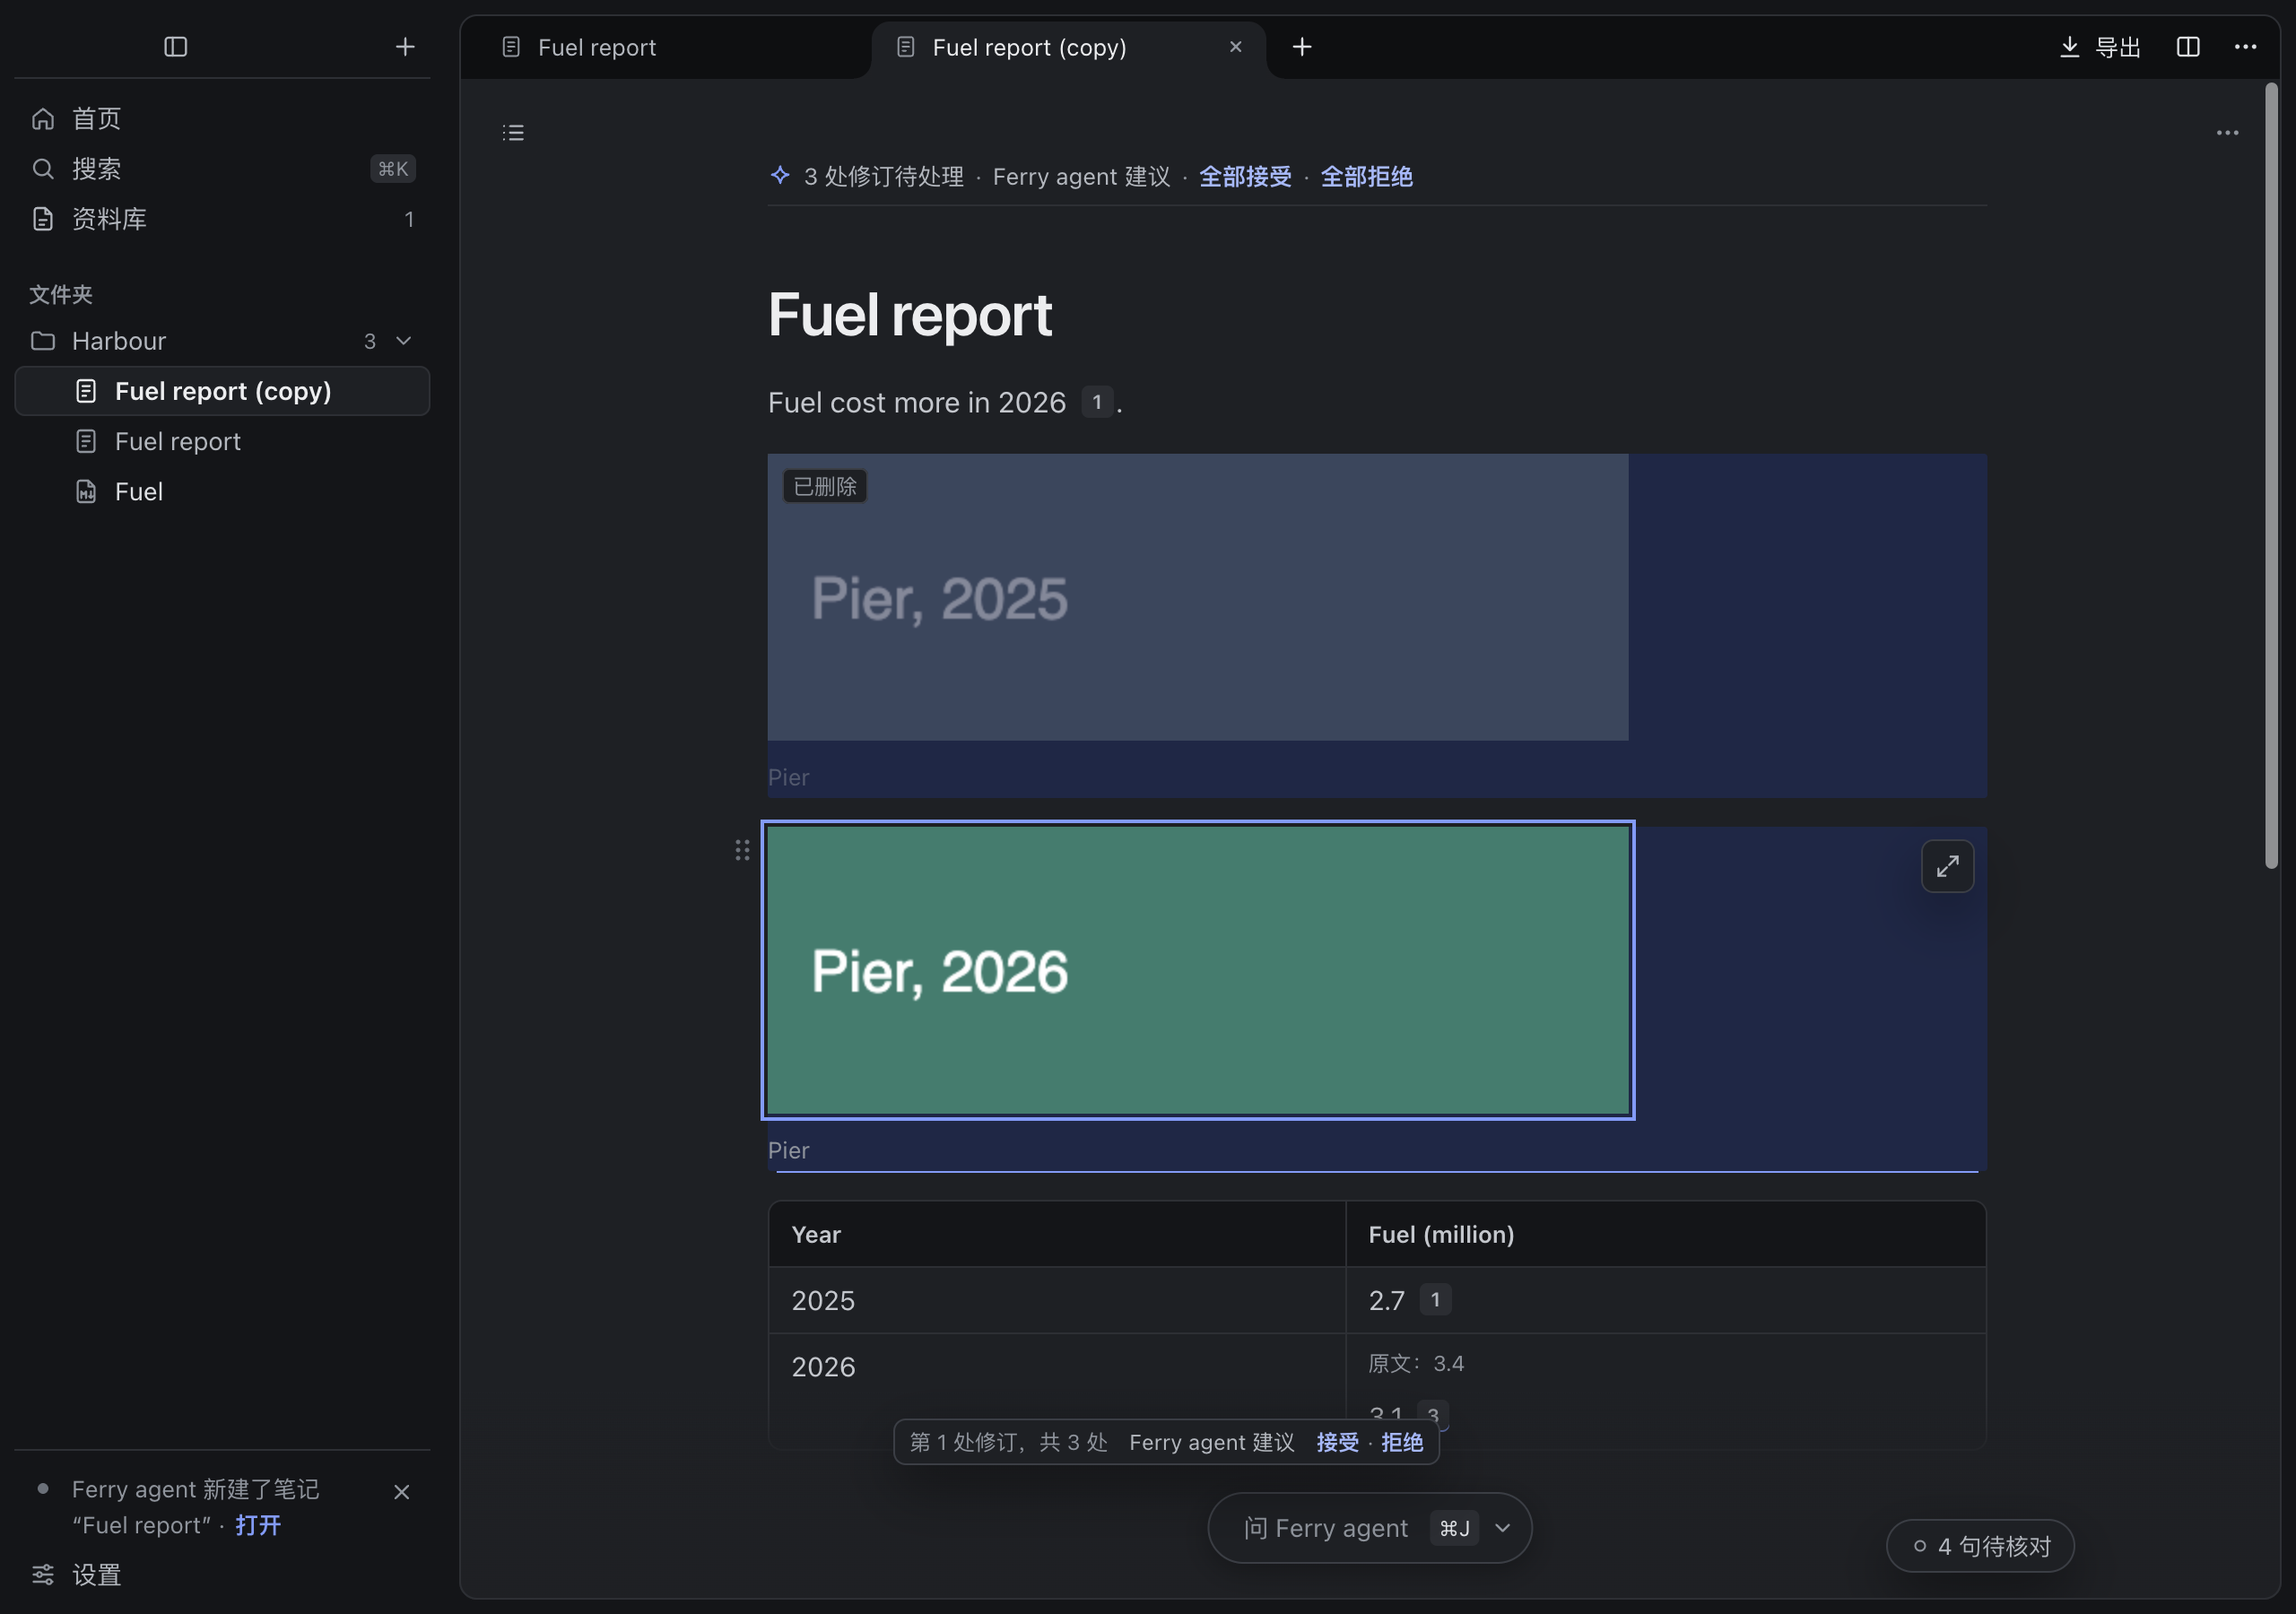 Fuel report
Fuel report (copy)
导出
首页
搜索 ⌘K
资料库 1
文件夹
Harbour 3
Fuel report (copy)
Fuel report
Fuel
Ferry agent 新建了笔记
“Fuel report” · 打开
设置
3 处修订待处理 · Ferry agent 建议 · 全部接受 · 全部拒绝
Fuel report
Fuel cost more in 2026 1.
已删除
Pier, 2025
Pier
Pier, 2026
Pier
Year Fuel (million)
2025 2.7 1
2026 原文：3.4
3.1 3
第 1 处修订，共 3 处 Ferry agent 建议 接受 · 拒绝
问 Ferry agent ⌘J
4 句待核对